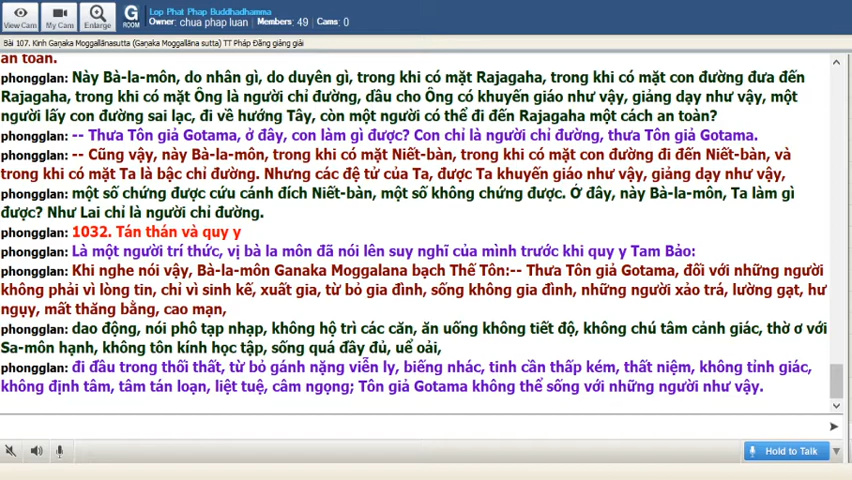 View Cam
My Cam
Enlarge
G
ROOM
Lop Phat Phap Buddhadhamma
Owner: chua phap luan Members: 49 Cams: 0
Bài 107. Kinh Gaṇaka Moggallānasutta (Gaṇaka Moggallāna sutta) TT Pháp Đăng giảng giải
an toàn.
phongglan: Này Bà-la-môn, do nhân gì, do duyên gì, trong khi có mặt Rajagaha, trong khi có mặt con đường đưa đến
Rajagaha, trong khi có mặt Ông là người chỉ đường, dầu cho Ông có khuyến giáo như vậy, giảng dạy như vậy, một
người lấy con đường sai lạc, đi về hướng Tây, còn một người có thể đi đến Rajagaha một cách an toàn?
phongglan: -- Thưa Tôn giả Gotama, ở đây, con làm gì được? Con chỉ là người chỉ đường, thưa Tôn giả Gotama.
phongglan: -- Cũng vậy, này Bà-la-môn, trong khi có mặt Niết-bàn, trong khi có mặt con đường đi đến Niết-bàn, và
trong khi có mặt Ta là bậc chỉ đường. Nhưng các đệ tử của Ta, được Ta khuyến giáo như vậy, giảng dạy như vậy,
phongglan: một số chứng được cứu cánh đích Niết-bàn, một số không chứng được. Ở đây, này Bà-la-môn, Ta làm gì
được? Như Lai chỉ là người chỉ đường.
phongglan: 1032. Tán thán và quy y
phongglan: Là một người trí thức, vị bà la môn đã nói lên suy nghĩ của mình trước khi quy y Tam Bảo:
phongglan: Khi nghe nói vậy, Bà-la-môn Ganaka Moggalana bạch Thế Tôn:-- Thưa Tôn giả Gotama, đối với những người
không phải vì lòng tin, chỉ vì sinh kế, xuất gia, từ bỏ gia đình, sống không gia đình, những người xảo trá, lường gạt, hư
ngụy, mất thăng bằng, cao mạn,
phongglan: dao động, nói phô tạp nhạp, không hộ trì các căn, ăn uống không tiết độ, không chú tâm cảnh giác, thờ ơ với
Sa-môn hạnh, không tôn kính học tập, sống quá đầy đủ, uể oải,
phongglan: đi đầu trong thối thất, từ bỏ gánh nặng viễn ly, biếng nhác, tinh cần thấp kém, thất niệm, không tỉnh giác,
không định tâm, tâm tán loạn, liệt tuệ, câm ngọng; Tôn giả Gotama không thể sống với những người như vậy.
Hold to Talk